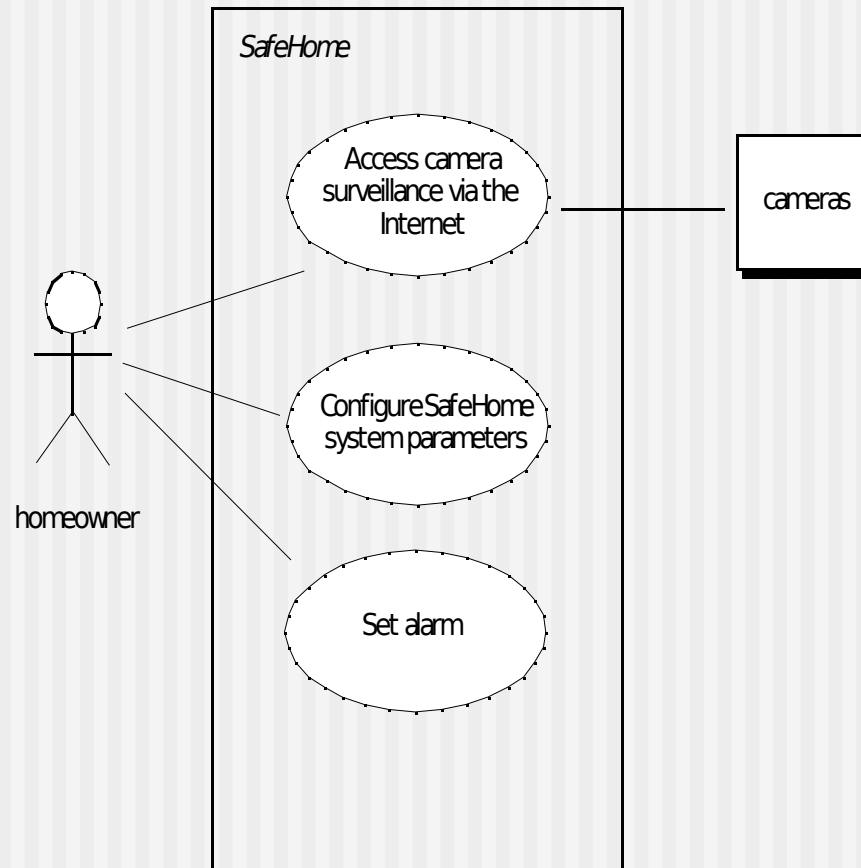 SafeHome
Access camera
surveillance via the
Internet
cameras
Configure SafeHome
system parameters
homeowner
Set alarm